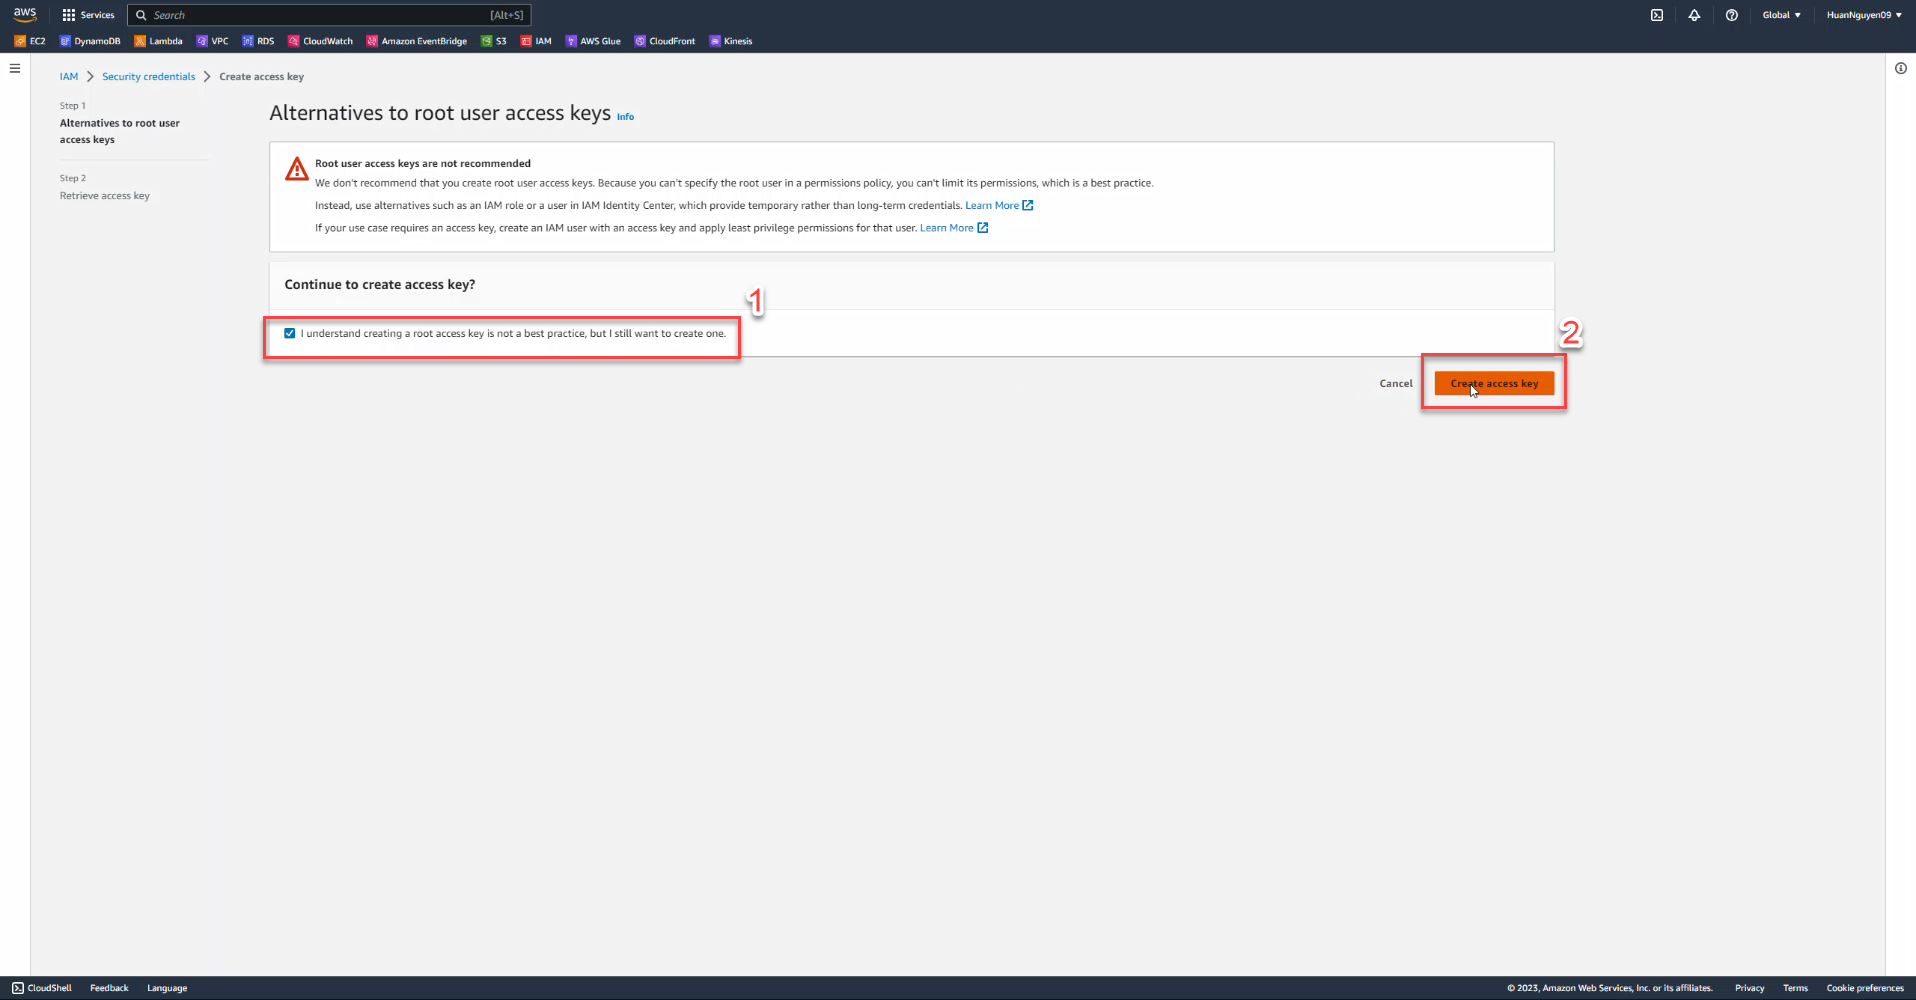 aws Services Search [Alt+S] Global HuanNguyen09
EC2 DynamoDB Lambda VPC RDS CloudWatch Amazon EventBridge S3 IAM AWS Glue CloudFront Kinesis
IAM Security credentials Create access key
Step 1
Alternatives to root user
access keys
Step 2
Retrieve access key
Alternatives to root user access keys Info
Root user access keys are not recommended
We don't recommend that you create root user access keys. Because you can't specify the root user in a permissions policy, you can't limit its permissions, which is a best practice.
Instead, use alternatives such as an IAM role or a user in IAM Identity Center, which provide temporary rather than long-term credentials. Learn More
If your use case requires an access key, create an IAM user with an access key and apply least privilege permissions for that user. Learn More
Continue to create access key?
1
I understand creating a root access key is not a best practice, but I still want to create one.
2
Cancel Create access key
CloudShell Feedback Language © 2023, Amazon Web Services, Inc. or its affiliates. Privacy Terms Cookie preferences